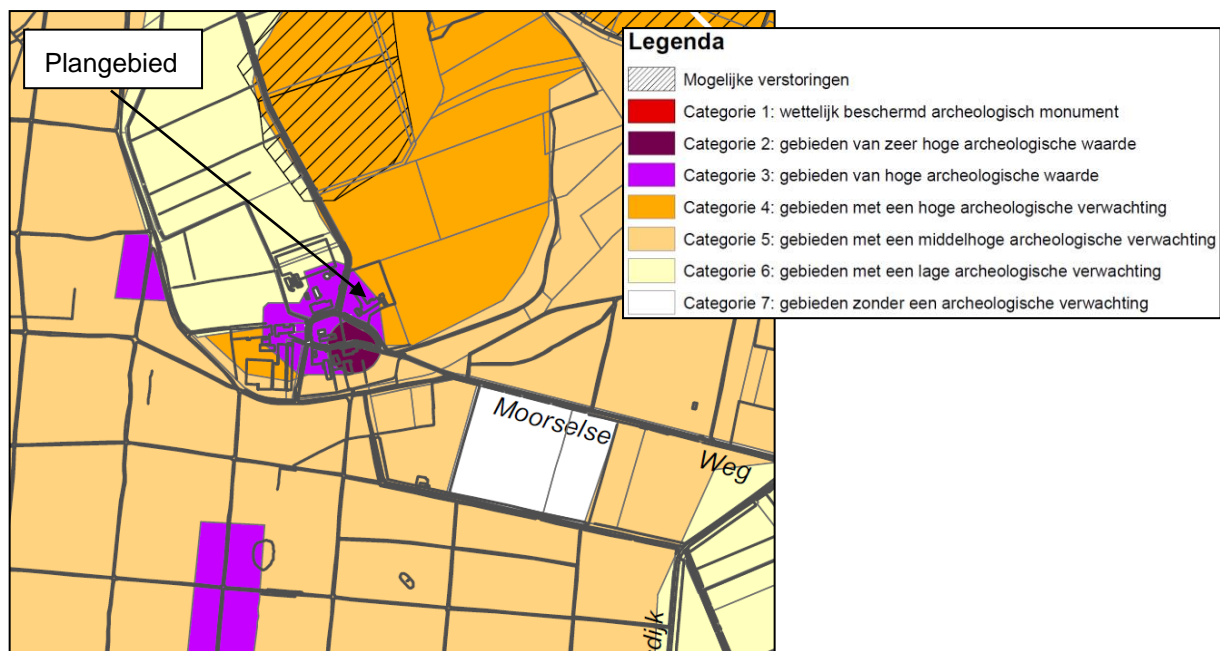 Plangebied
Legenda
Mogelijke verstoringen
Categorie 1: wettelijk beschermd archeologisch monument
Categorie 2: gebieden van zeer hoge archeologische waarde
Categorie 3: gebieden van hoge archeologische waarde
Categorie 4: gebieden met een hoge archeologische verwachting
Categorie 5: gebieden met een middelhoge archeologische verwachting
Categorie 6: gebieden met een lage archeologische verwachting
Categorie 7: gebieden zonder een archeologische verwachting
Moorselse
Weg
dijk